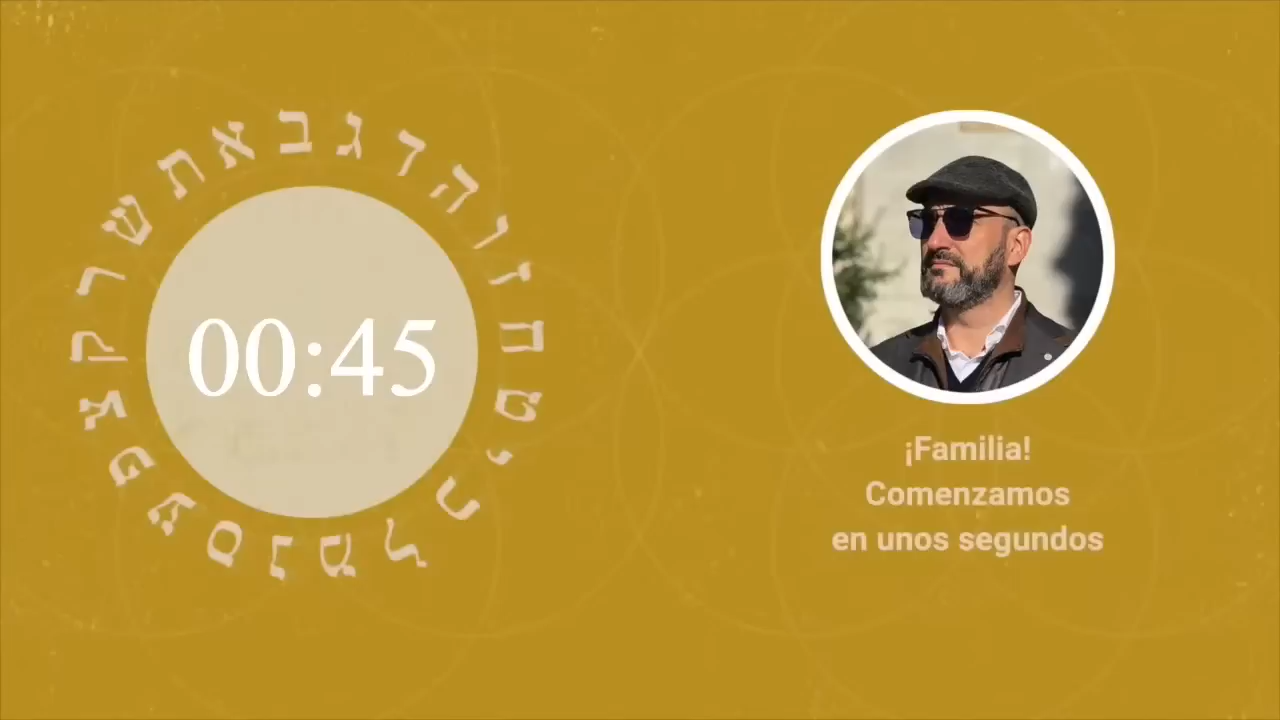 א ב ג ד ה ו ז ח ט י כ ל מ נ ס ע פ צ ק ר ש ת
00:45
¡Familia!
Comenzamos
en unos segundos